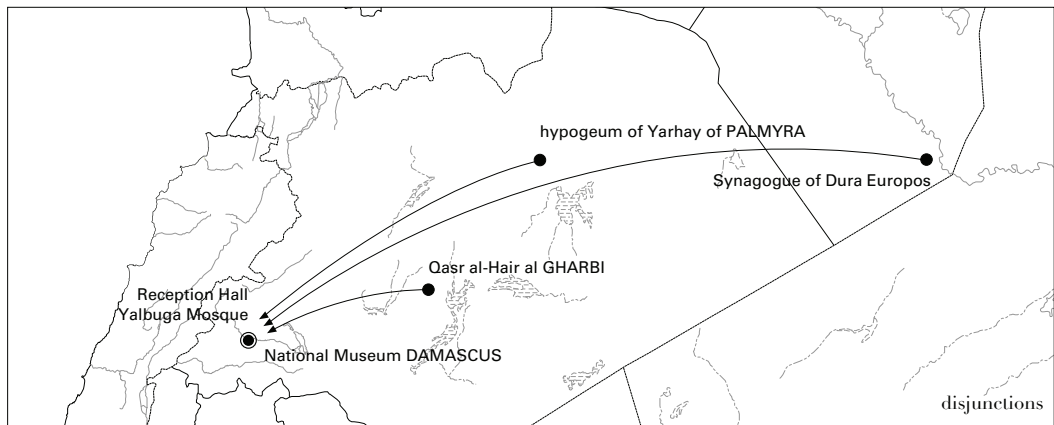 hypogeum of Yarhay of PALMYRA
Synagogue of Dura Europos
Qasr al-Hair al GHARBI
Reception Hall
Yalbuga Mosque
National Museum DAMASCUS
disjunctions